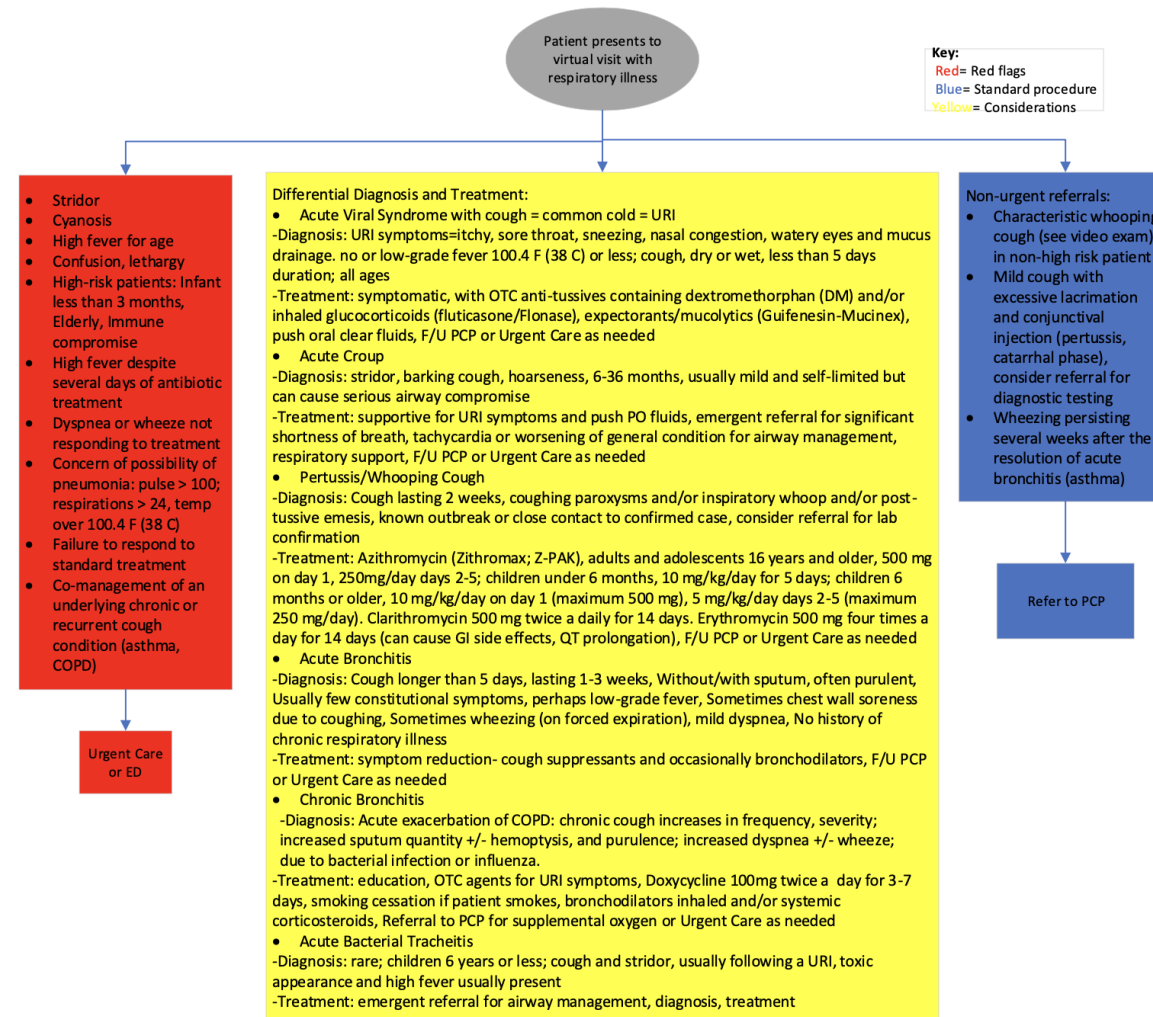 Patient presents to
virtual visit with
respiratory illness
Key:
Red= Red flags
Blue= Standard procedure
Yellow= Considerations
• Stridor
• Cyanosis
• High fever for age
• Confusion, lethargy
• High-risk patients: Infant
less than 3 months,
Elderly, Immune
compromise
• High fever despite
several days of antibiotic
treatment
• Dyspnea or wheeze not
responding to treatment
• Concern of possibility of
pneumonia: pulse > 100;
respirations > 24, temp
over 100.4 F (38 C)
• Failure to respond to
standard treatment
• Co-management of an
underlying chronic or
recurrent cough
condition (asthma,
COPD)
Urgent Care
or ED
Differential Diagnosis and Treatment:
• Acute Viral Syndrome with cough = common cold = URI
-Diagnosis: URI symptoms=itchy, sore throat, sneezing, nasal congestion, watery eyes and mucus
drainage. no or low-grade fever 100.4 F (38 C) or less; cough, dry or wet, less than 5 days
duration; all ages
-Treatment: symptomatic, with OTC anti-tussives containing dextromethorphan (DM) and/or
inhaled glucocorticoids (fluticasone/Flonase), expectorants/mucolytics (Guifenesin-Mucinex),
push oral clear fluids, F/U PCP or Urgent Care as needed
• Acute Croup
-Diagnosis: stridor, barking cough, hoarseness, 6-36 months, usually mild and self-limited but
can cause serious airway compromise
-Treatment: supportive for URI symptoms and push PO fluids, emergent referral for significant
shortness of breath, tachycardia or worsening of general condition for airway management,
respiratory support, F/U PCP or Urgent Care as needed
• Pertussis/Whooping Cough
-Diagnosis: Cough lasting 2 weeks, coughing paroxysms and/or inspiratory whoop and/or post-
tussive emesis, known outbreak or close contact to confirmed case, consider referral for lab
confirmation
-Treatment: Azithromycin (Zithromax; Z-PAK), adults and adolescents 16 years and older, 500 mg
on day 1, 250mg/day days 2-5; children under 6 months, 10 mg/kg/day for 5 days; children 6
months or older, 10 mg/kg/day on day 1 (maximum 500 mg), 5 mg/kg/day days 2-5 (maximum
250 mg/day). Clarithromycin 500 mg twice a daily for 14 days. Erythromycin 500 mg four times a
day for 14 days (can cause GI side effects, QT prolongation), F/U PCP or Urgent Care as needed
• Acute Bronchitis
-Diagnosis: Cough longer than 5 days, lasting 1-3 weeks, Without/with sputum, often purulent,
Usually few constitutional symptoms, perhaps low-grade fever, Sometimes chest wall soreness
due to coughing, Sometimes wheezing (on forced expiration), mild dyspnea, No history of
chronic respiratory illness
-Treatment: symptom reduction- cough suppressants and occasionally bronchodilators, F/U PCP
or Urgent Care as needed
• Chronic Bronchitis
-Diagnosis: Acute exacerbation of COPD: chronic cough increases in frequency, severity;
increased sputum quantity +/- hemoptysis, and purulence; increased dyspnea +/- wheeze;
due to bacterial infection or influenza.
-Treatment: education, OTC agents for URI symptoms, Doxycycline 100mg twice a day for 3-7
days, smoking cessation if patient smokes, bronchodilators inhaled and/or systemic
corticosteroids, Referral to PCP for supplemental oxygen or Urgent Care as needed
• Acute Bacterial Tracheitis
-Diagnosis: rare; children 6 years or less; cough and stridor, usually following a URI, toxic
appearance and high fever usually present
-Treatment: emergent referral for airway management, diagnosis, treatment
Non-urgent referrals:
• Characteristic whooping
cough (see video exam)
in non-high risk patient
• Mild cough with
excessive lacrimation
and conjunctival
injection (pertussis,
catarrhal phase),
consider referral for
diagnostic testing
• Wheezing persisting
several weeks after the
resolution of acute
bronchitis (asthma)
Refer to PCP